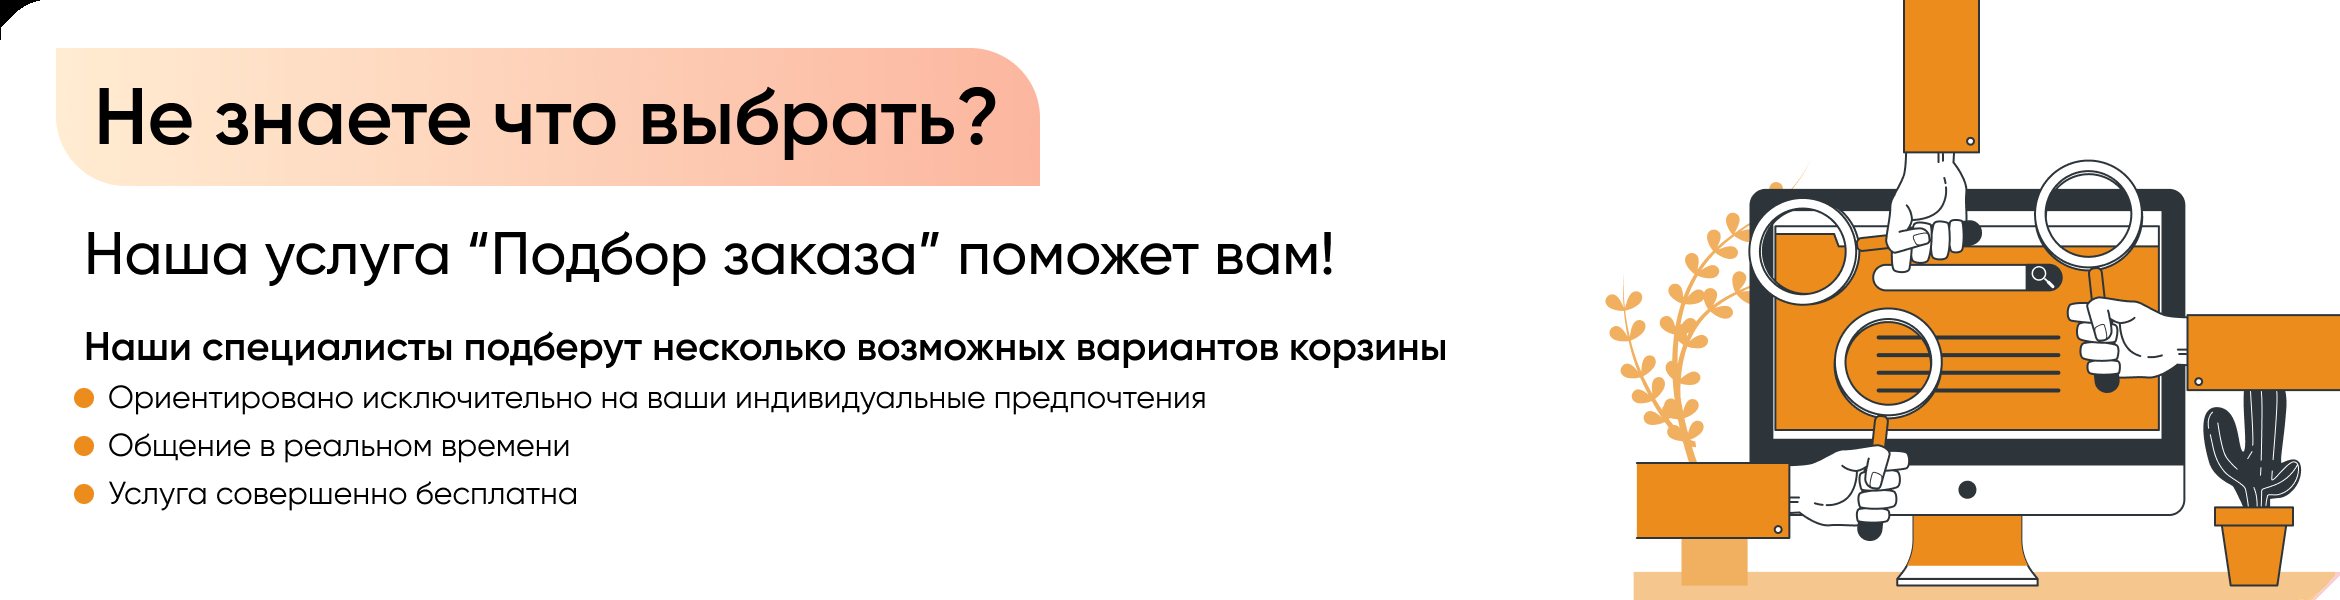 Не знаете что выбрать?
Наша услуга “Подбор заказа” поможет вам!
Наши специалисты подберут несколько возможных вариантов корзины
Ориентировано исключительно на ваши индивидуальные предпочтения
Общение в реальном времени
Услуга совершенно бесплатна